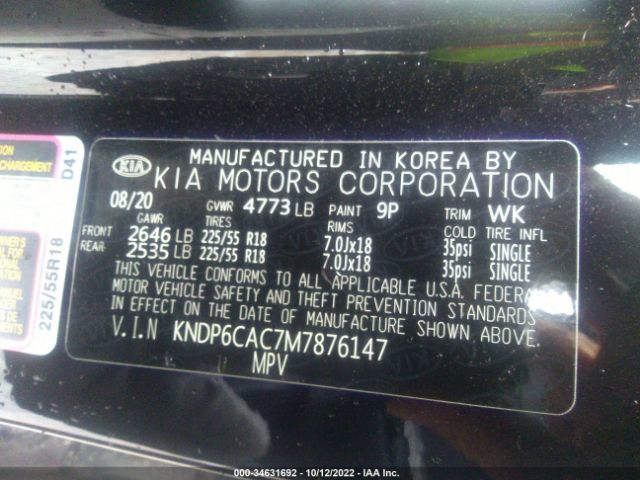 MANUFACTURED IN KOREA BY
KIA KIA MOTORS CORPORATION
08/20 GVWR 4773 LB PAINT 9P TRIM WK
GAWR TIRES RIMS COLD TIRE INFL
FRONT 2646 LB 225/55 R18 7.0Jx18 35psi SINGLE
REAR 2535 LB 225/55 R18 7.0Jx18 35psi SINGLE
THIS VEHICLE CONFORMS TO ALL APPLICABLE U.S.A. FEDERA
MOTOR VEHICLE SAFETY AND THEFT PREVENTION STANDARDS
IN EFFECT ON THE DATE OF MANUFACTURE SHOWN ABOVE.
V.I.N KNDP6CAC7M7876147
MPV
D41
225/55R18
000-34631692 - 10/12/2022 - IAA Inc.